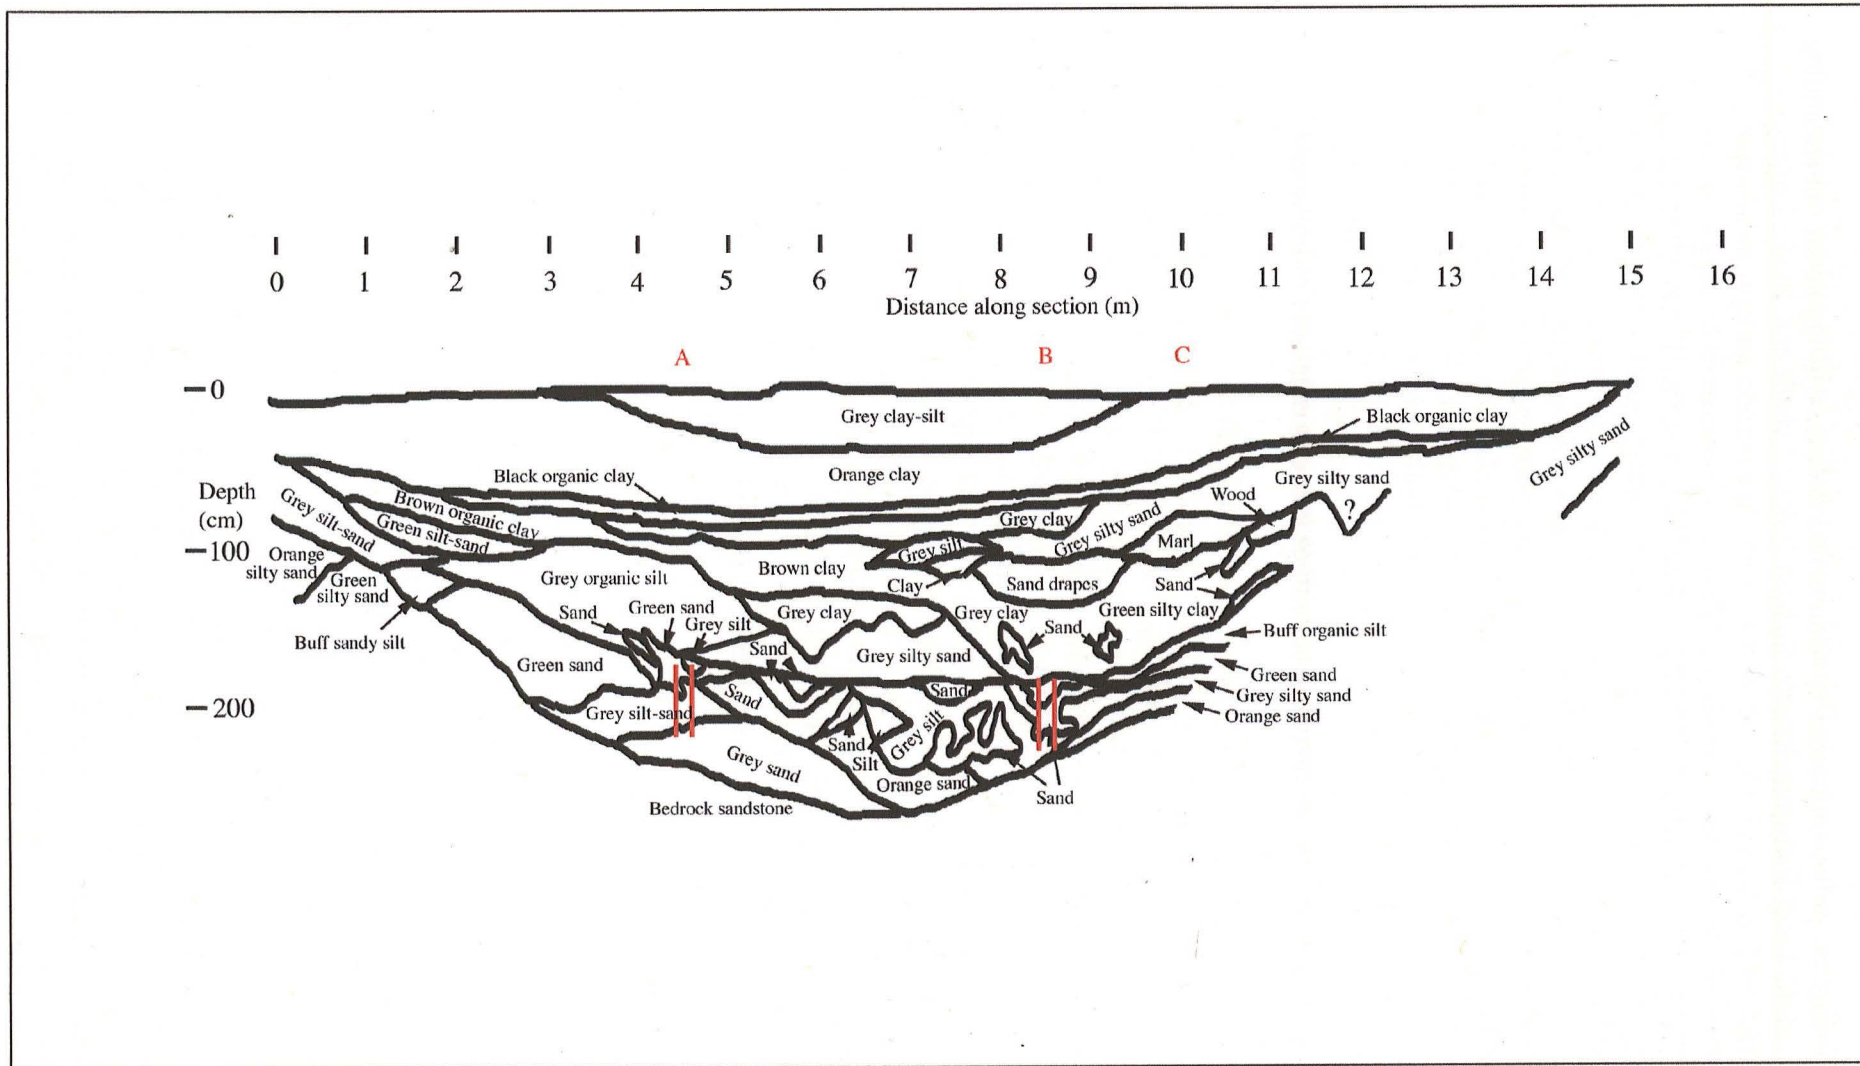 0 1 2 3 4 5 6 7 8 9 10 11 12 13 14 15 16
Distance along section (m)
A B C
0
Grey clay-silt
Black organic clay
Grey silty sand
Orange clay
Black organic clay
Grey silty sand
Depth
(cm)
Wood
?
Grey silt-sand
Brown organic clay
Green silt-sand
Grey clay
Grey silty sand
Marl
100
Grey silt
Orange
silty sand
Green
silty sand
Grey organic silt
Brown clay
Clay
Sand drapes
Sand
Sand
Green sand
Grey silt
Grey clay
Grey clay
Sand
Green silty clay
Buff sandy silt
Buff organic silt
Green sand
Sand
Grey silty sand
Green sand
Grey silty sand
Orange sand
200
Grey silt-sand
Sand
Sand
Grey silt
Sand
Silt
Grey sand
Orange sand
Sand
Bedrock sandstone